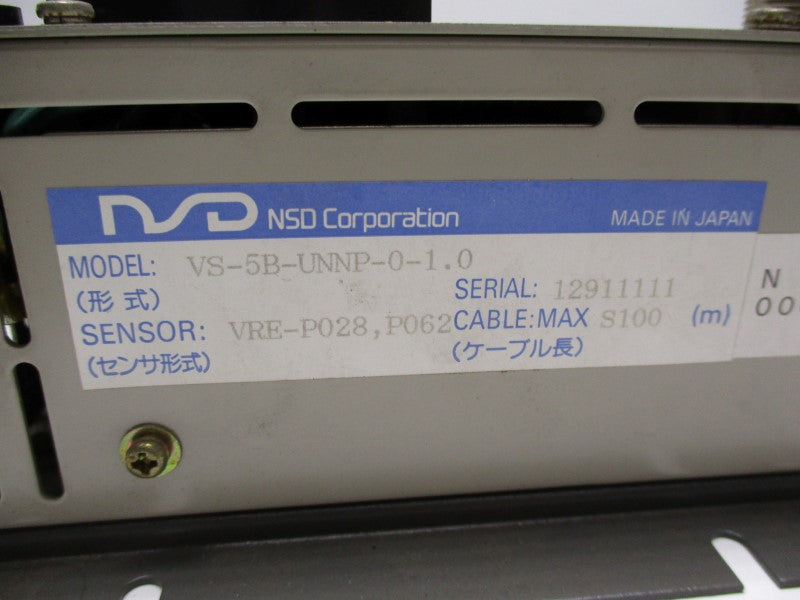 NSD NSD Corporation MADE IN JAPAN
MODEL: VS-5B-UNNP-0-1.0
(形式) SERIAL: 12911111
SENSOR: VRE-P028,P062 CABLE:MAX S100 (m)
(センサ形式) (ケーブル長)
N
00